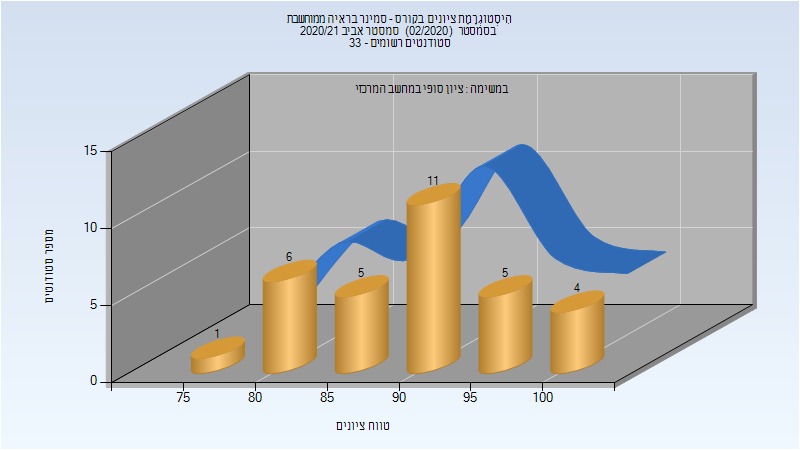 היסטוגרמת ציונים בקורס - סמינר בראיה ממוחשבת
בסמסטר (02/2020) סמסטר אביב 2020/21
סטודנטים רשומים - 33
במשימה : ציון סופי במחשב המרכזי
15
10
5
0
מספר סטודנטים
1
6
5
11
5
4
75
80
85
90
95
100
טווח ציונים